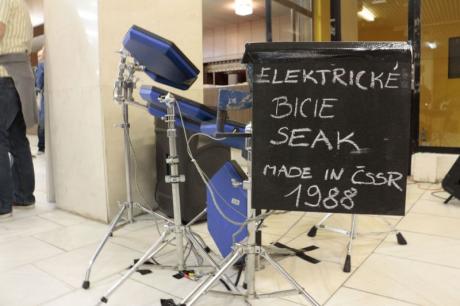 ELEKTRICKÉ
BICIE
SEAK
MADE IN ČSSR
1988